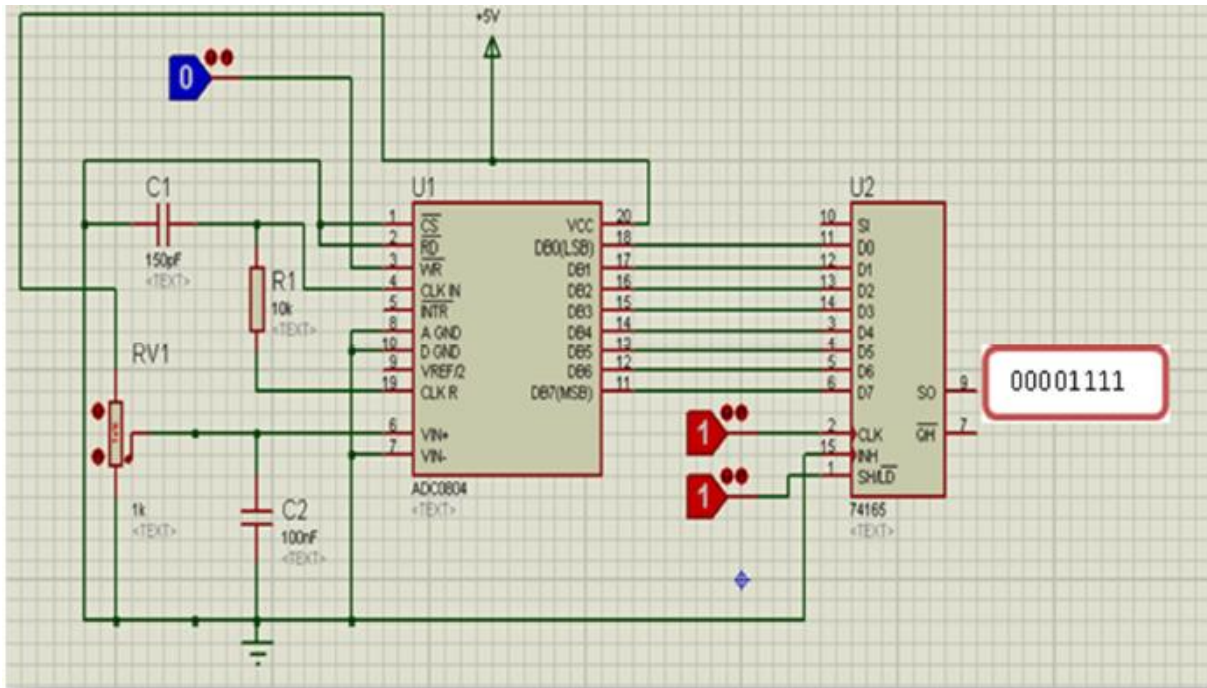 +5V
0
C1
150pF
<TEXT>
R1
10k
<TEXT>
RV1
1k
<TEXT>
C2
100nF
<TEXT>
U1
1 CS VCC 20
2 RD DB0(LSB) 18
3 WR DB1 17
4 CLK IN DB2 16
5 INTR DB3 15
8 A GND DB4 14
10 D GND DB5 13
9 VREF/2 DB6 12
19 CLK R DB7(MSB) 11
6 VIN+
7 VIN-
ADC0804
<TEXT>
U2
10 SI
11 D0
12 D1
13 D2
14 D3
3 D4
4 D5
5 D6
6 D7 SO 9
2 CLK QH 7
15 INH
1 SH/LD
74165
<TEXT>
1
1
00001111